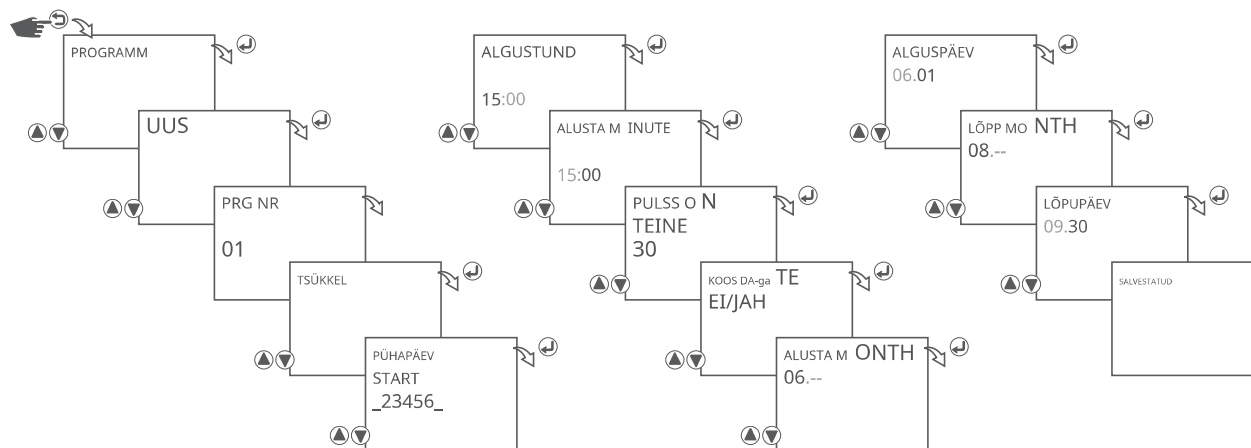 PROGRAMM
UUS
PRG NR
01
TSÜKKEL
PÜHAPÄEV
START
_23456_
ALGUSTUND
15:00
ALUSTA M INUTE
15:00
PULSS O N
TEINE
30
KOOS DA-ga TE
EI/JAH
ALUSTA M ONTH
06.--
ALGUSPÄEV
06.01
LÕPP MO NTH
08.--
LÕPUPÄEV
09.30
SALVESTATUD